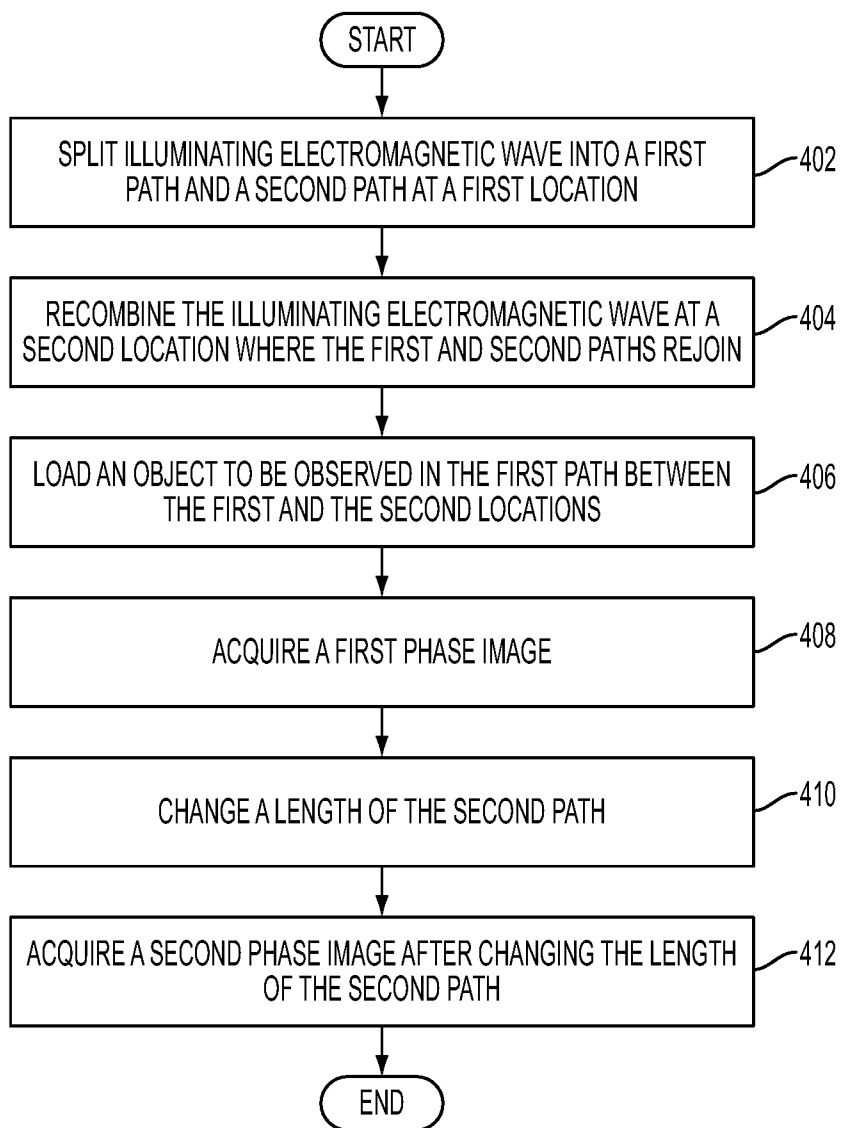 START
SPLIT ILLUMINATING ELECTROMAGNETIC WAVE INTO A FIRST
PATH AND A SECOND PATH AT A FIRST LOCATION
402
RECOMBINE THE ILLUMINATING ELECTROMAGNETIC WAVE AT A
SECOND LOCATION WHERE THE FIRST AND SECOND PATHS REJOIN
404
LOAD AN OBJECT TO BE OBSERVED IN THE FIRST PATH BETWEEN
THE FIRST AND THE SECOND LOCATIONS
406
ACQUIRE A FIRST PHASE IMAGE
408
CHANGE A LENGTH OF THE SECOND PATH
410
ACQUIRE A SECOND PHASE IMAGE AFTER CHANGING THE LENGTH
OF THE SECOND PATH
412
END